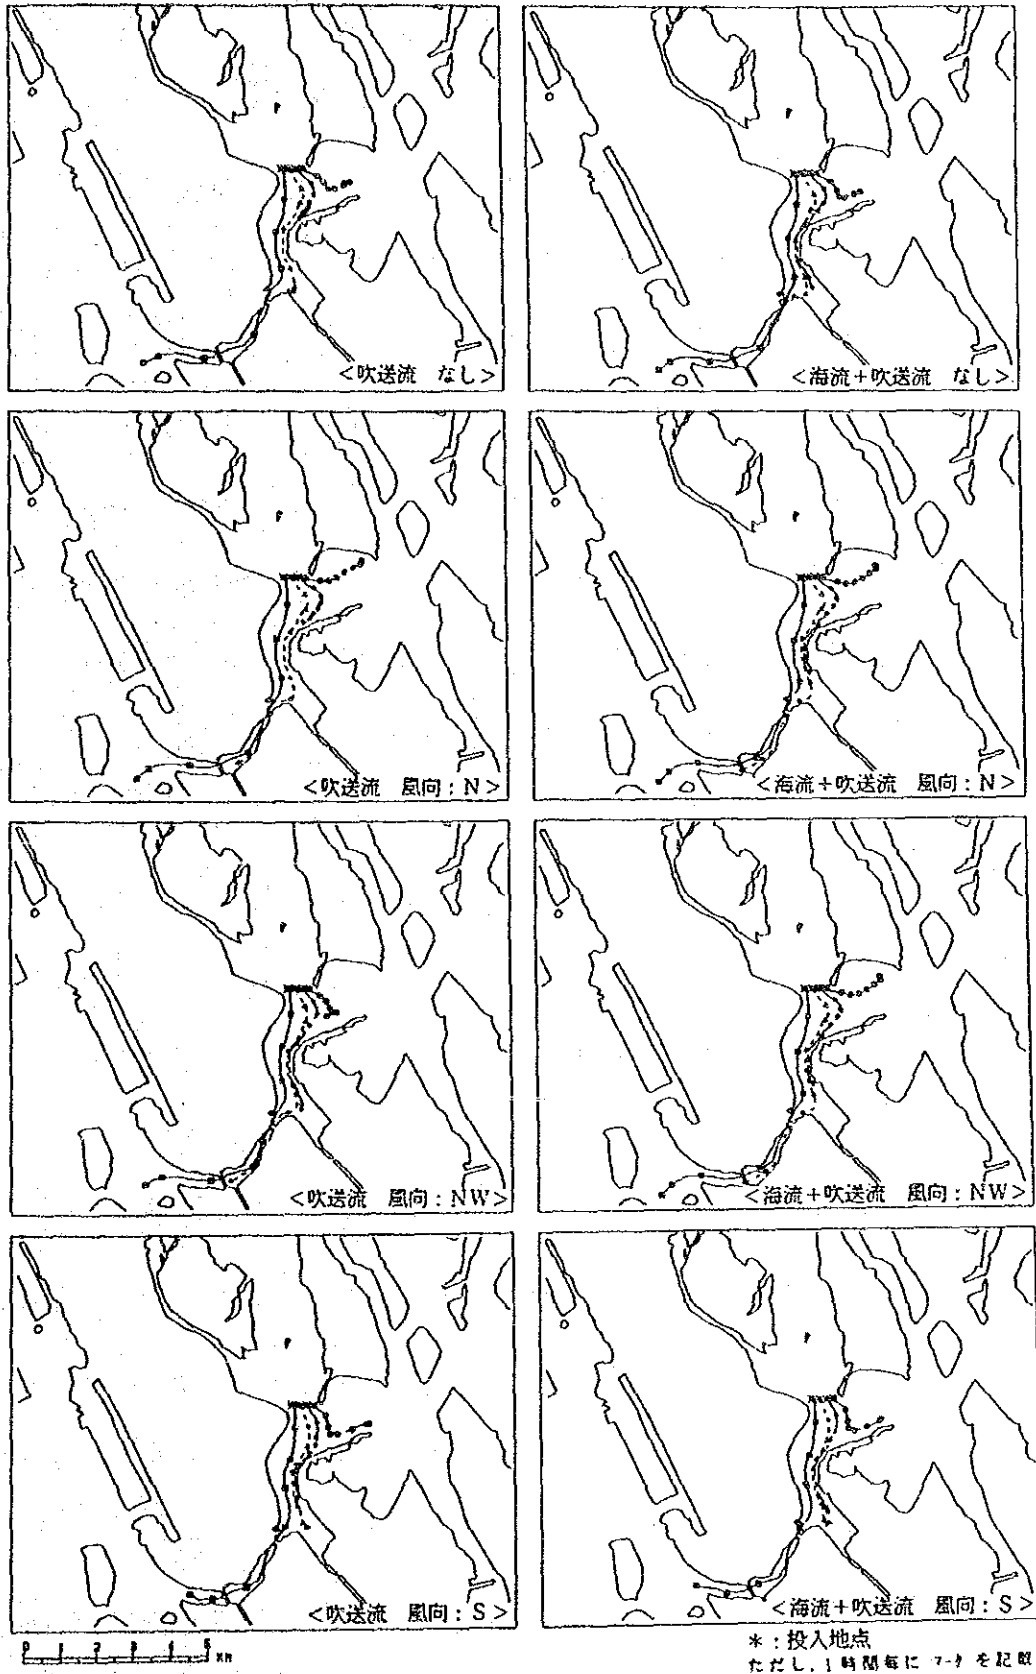 <吹送流 なし>
<海流+吹送流 なし>
<吹送流 風向:N>
<海流+吹送流 風向:N>
<吹送流 風向:NW>
<海流+吹送流 風向:NW>
<吹送流 風向:S>
<海流+吹送流 風向:S>
0 1 2 3 4 5 KM
*:投入地点
ただし、1時間毎に マーク を記